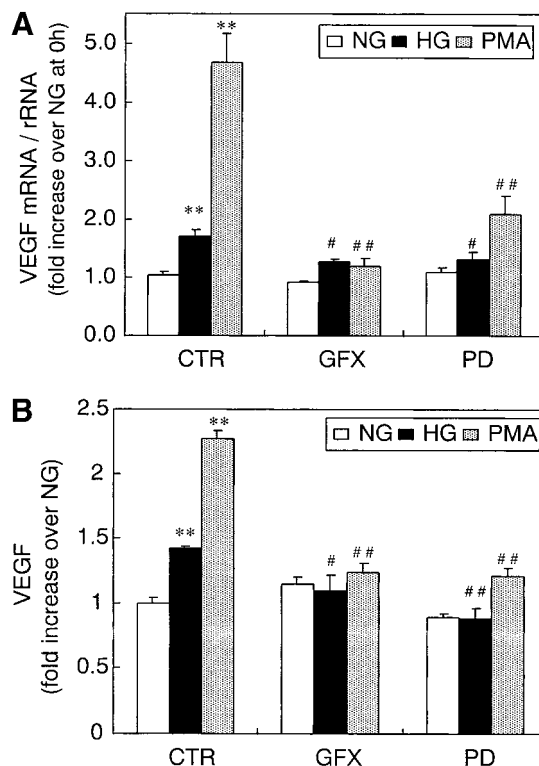 A
VEGF mRNA / rRNA
(fold increase over NG at 0h)
NG HG PMA
5.0
4.0
3.0
2.0
1.0
0.0
**
**
#
# #
#
# #
CTR GFX PD
B
VEGF
(fold increase over NG)
NG HG PMA
2.5
2
1.5
1
0.5
0
**
**
#
# #
# #
# #
CTR GFX PD